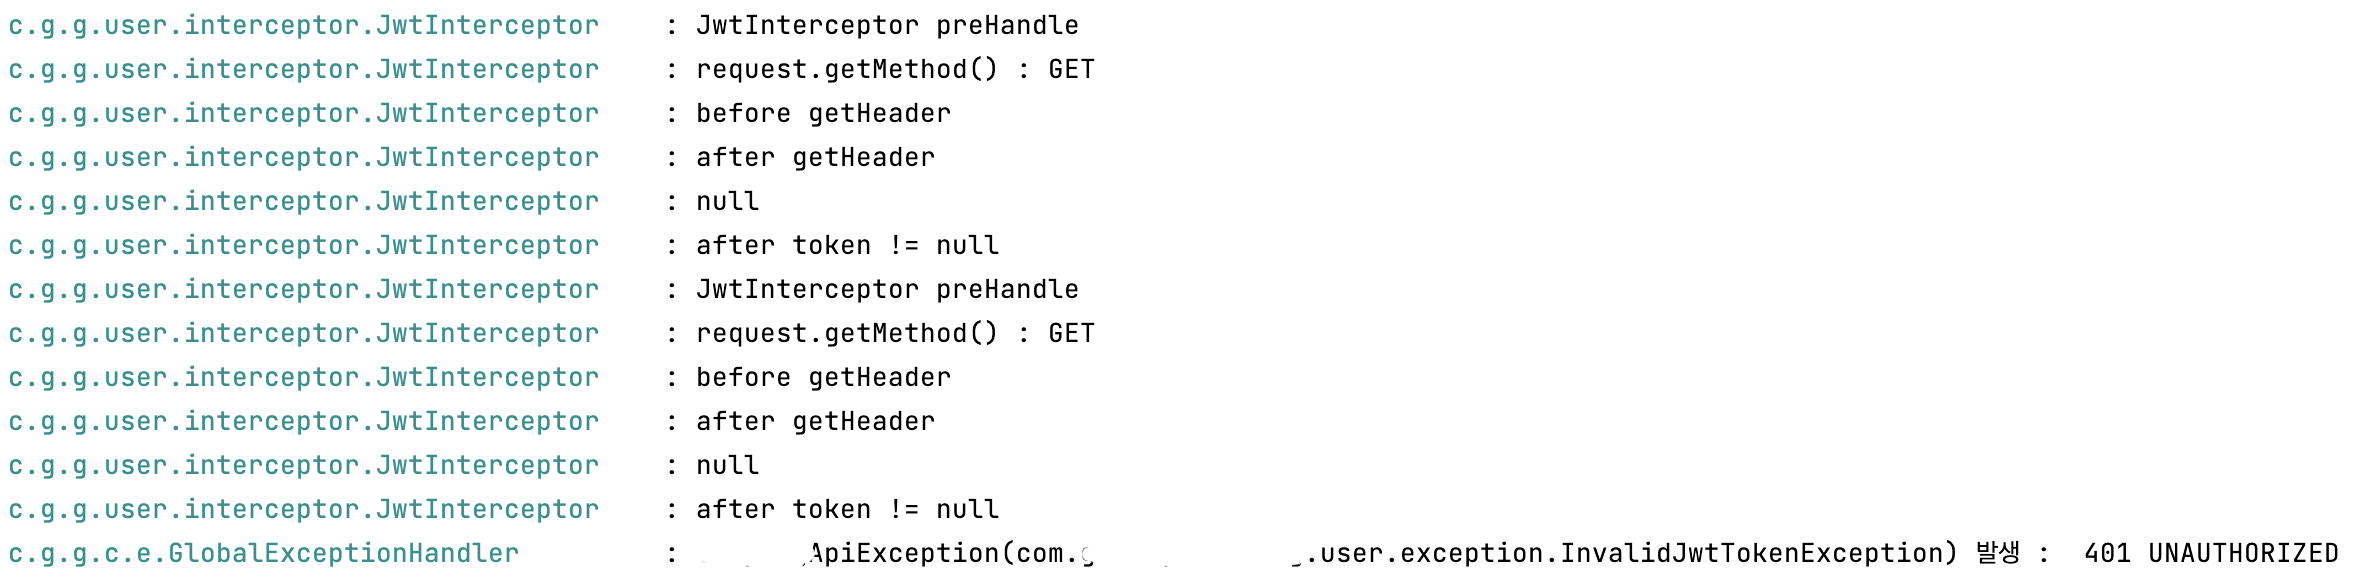 c.g.g.user.interceptor.JwtInterceptor : JwtInterceptor preHandle
c.g.g.user.interceptor.JwtInterceptor : request.getMethod() : GET
c.g.g.user.interceptor.JwtInterceptor : before getHeader
c.g.g.user.interceptor.JwtInterceptor : after getHeader
c.g.g.user.interceptor.JwtInterceptor : null
c.g.g.user.interceptor.JwtInterceptor : after token != null
c.g.g.user.interceptor.JwtInterceptor : JwtInterceptor preHandle
c.g.g.user.interceptor.JwtInterceptor : request.getMethod() : GET
c.g.g.user.interceptor.JwtInterceptor : before getHeader
c.g.g.user.interceptor.JwtInterceptor : after getHeader
c.g.g.user.interceptor.JwtInterceptor : null
c.g.g.user.interceptor.JwtInterceptor : after token != null
c.g.g.c.e.GlobalExceptionHandler : ApiException(com. .user.exception.InvalidJwtTokenException) 발생 : 401 UNAUTHORIZED